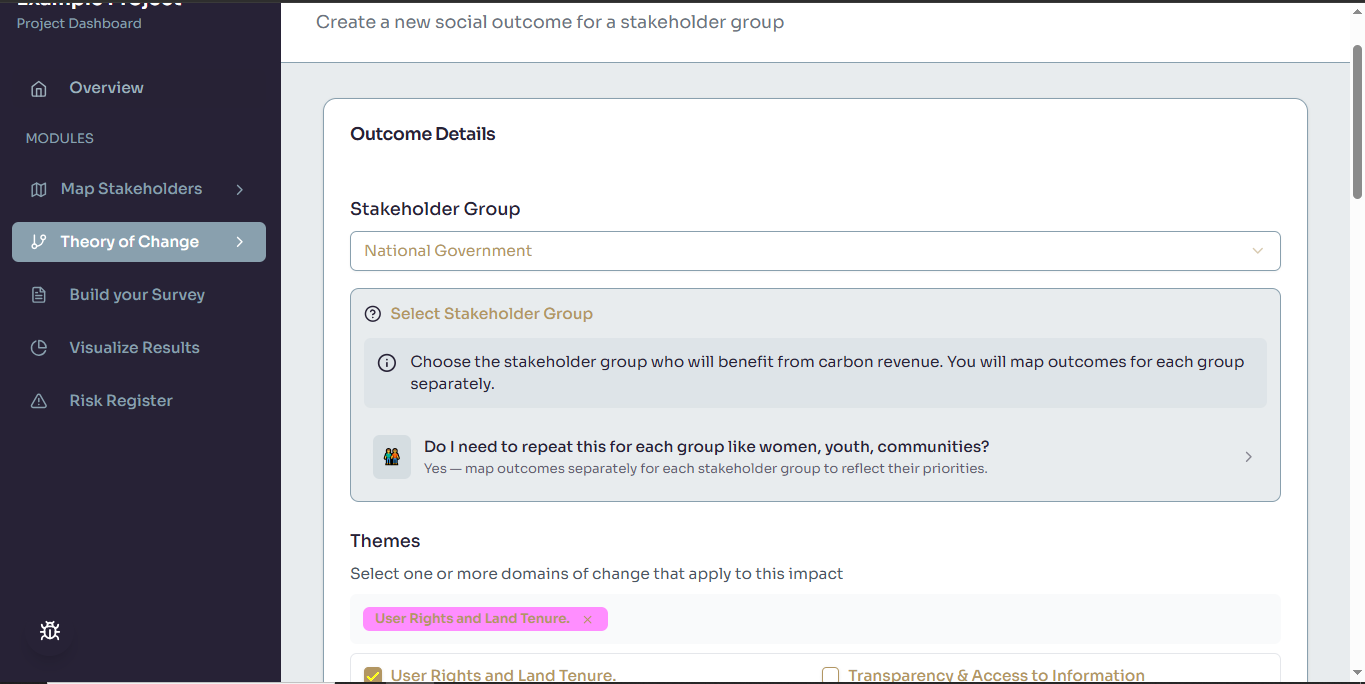 Example Project
Project Dashboard
Overview
MODULES
Map Stakeholders
Theory of Change
Build your Survey
Visualize Results
Risk Register
Create a new social outcome for a stakeholder group
Outcome Details
Stakeholder Group
National Government
Select Stakeholder Group
Choose the stakeholder group who will benefit from carbon revenue. You will map outcomes for each group
separately.
Do I need to repeat this for each group like women, youth, communities?
Yes — map outcomes separately for each stakeholder group to reflect their priorities.
Themes
Select one or more domains of change that apply to this impact
User Rights and Land Tenure. ×
User Rights and Land Tenure.
Transparency & Access to Information